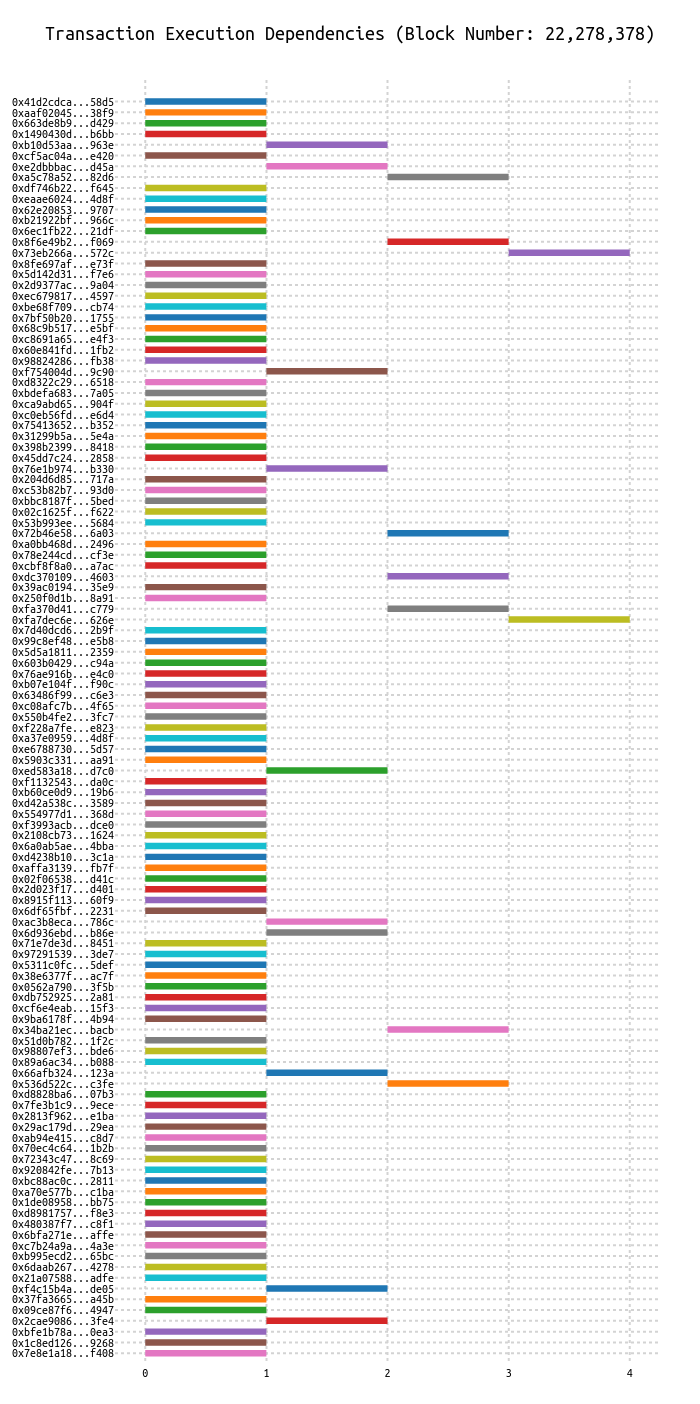 Transaction Execution Dependencies (Block Number: 22,278,378)
0x41d2cdca...58d5
0xaaf02045...38f9
0x663de8b9...d429
0x1490430d...b6bb
0xb10d53aa...963e
0xcf5ac04a...e420
0xe2dbbbac...d45a
0xa5c78a52...82d6
0xdf746b22...f645
0xeaae6024...4d8f
0x62e20853...9707
0xb21922bf...966c
0x6ec1fb22...21df
0x8f6e49b2...f069
0x73eb266a...572c
0x8fe697af...e73f
0x5d142d31...f7e6
0x2d9377ac...9a04
0xec679817...4597
0xbe68f709...cb74
0x7bf50b20...1755
0x68c9b517...e5bf
0xc8691a65...e4f3
0x60e841fd...1fb2
0x98824286...fb38
0xf754004d...9c90
0xd8322c29...6518
0xbdefa683...7a05
0xca9abd65...904f
0xc0eb56fd...e6d4
0x75413652...b352
0x31299b5a...5e4a
0x398b2399...8418
0x45dd7c24...2858
0x76e1b974...b330
0x204d6d85...717a
0xc53b82b7...93d0
0xbbc8187f...5bed
0x02c1625f...f622
0x53b993ee...5684
0x72b46e58...6a03
0xa0bb468d...2496
0x78e244cd...cf3e
0xcbf8f8a0...a7ac
0xdc370109...4603
0x39ac0194...35e9
0x250f0d1b...8a91
0xfa370d41...c779
0xfa7dec6e...626e
0x7d40dcd6...2b9f
0x99c8ef48...e5b8
0x5d5a1811...2359
0x603b0429...c94a
0x76ae916b...e4c0
0xb07e104f...f90c
0x63486f99...c6e3
0xc08afc7b...4f65
0x550b4fe2...3fc7
0xf228a7fe...e823
0xa37e0959...4d8f
0xe6788730...5d57
0x5903c331...aa91
0xed583a18...d7c0
0xf1132543...da0c
0xb60ce0d9...19b6
0xd42a538c...3589
0x554977d1...368d
0xf3993acb...dce0
0x2108cb73...1624
0x6a0ab5ae...4bba
0xd4238b10...3c1a
0xaffa3139...fb7f
0x02f06538...d41c
0x2d023f17...d401
0x8915f113...60f9
0x6df65fbf...2231
0xac3b8eca...786c
0x6d936ebd...b86e
0x71e7de3d...8451
0x97291539...3de7
0x5311c0fc...5def
0x38e6377f...ac7f
0x0562a790...3f5b
0xdb752925...2a81
0xcf6e4eab...15f3
0x9ba6178f...4b94
0x34ba21ec...bacb
0x51d0b782...1f2c
0x98807ef3...bde6
0x89a6ac34...b088
0x66afb324...123a
0x536d522c...c3fe
0xd8828ba6...07b3
0x7fe3b1c9...9ece
0x2813f962...e1ba
0x29ac179d...29ea
0xab94e415...c8d7
0x70ec4c64...1b2b
0x72343c47...8c69
0x920842fe...7b13
0xbc88ac0c...2811
0xa70e577b...c1ba
0x1de08958...bb75
0xd8981757...f8e3
0x480387f7...c8f1
0x6bfa271e...affe
0xc7b24a9a...4a3e
0xb995ecd2...65bc
0x6daab267...4278
0x21a07588...adfe
0xf4c15b4a...de05
0x37fa3665...a45b
0x09ce87f6...4947
0x2cae9086...3fe4
0xbfe1b78a...0ea3
0x1c8ed126...9268
0x7e8e1a18...f408
0 1 2 3 4